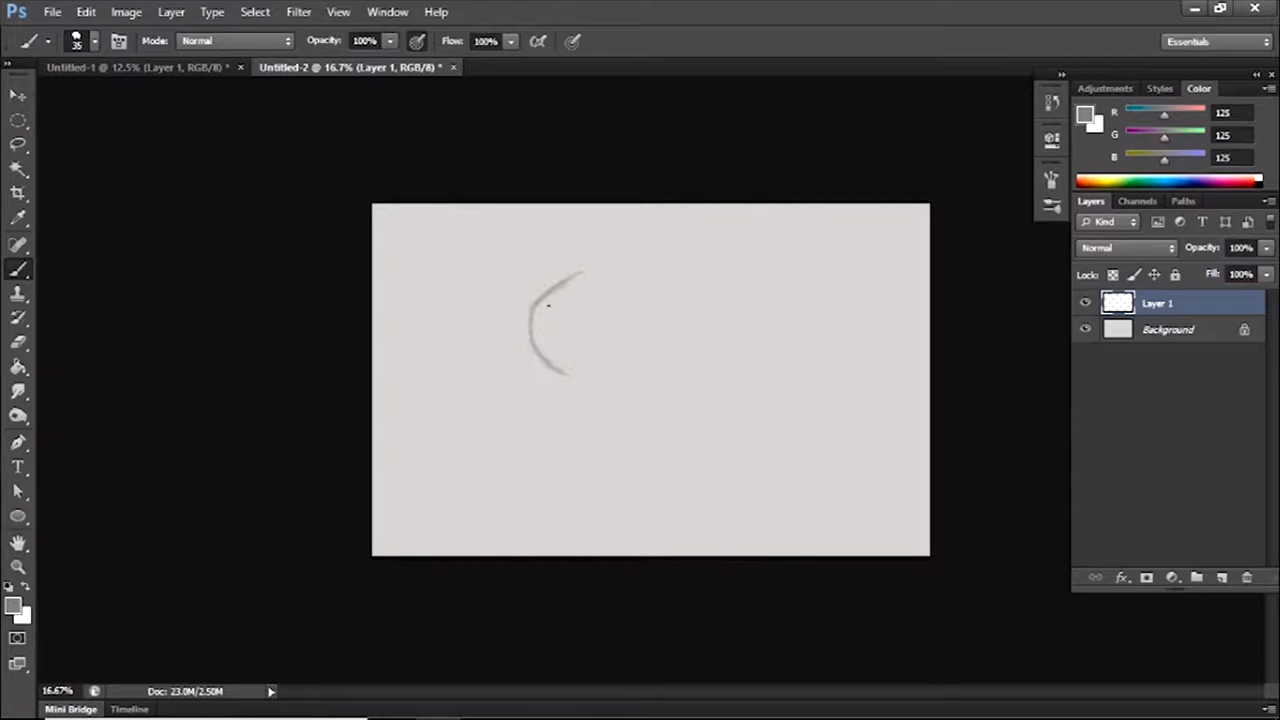 Ps File Edit Image Layer Type Select Filter View Window Help
35 Mode: Normal Opacity: 100% Flow: 100% Essentials
Untitled-1 @ 12.5% (Layer 1, RGB/8) * × Untitled-2 @ 16.7% (Layer 1, RGB/8) * ×
Adjustments Styles Color
R 125
G 125
B 125
Layers Channels Paths
Kind
Normal Opacity: 100%
Lock: Fill: 100%
Layer 1
Background
16.67% Doc: 23.0M/2.50M
Mini Bridge Timeline